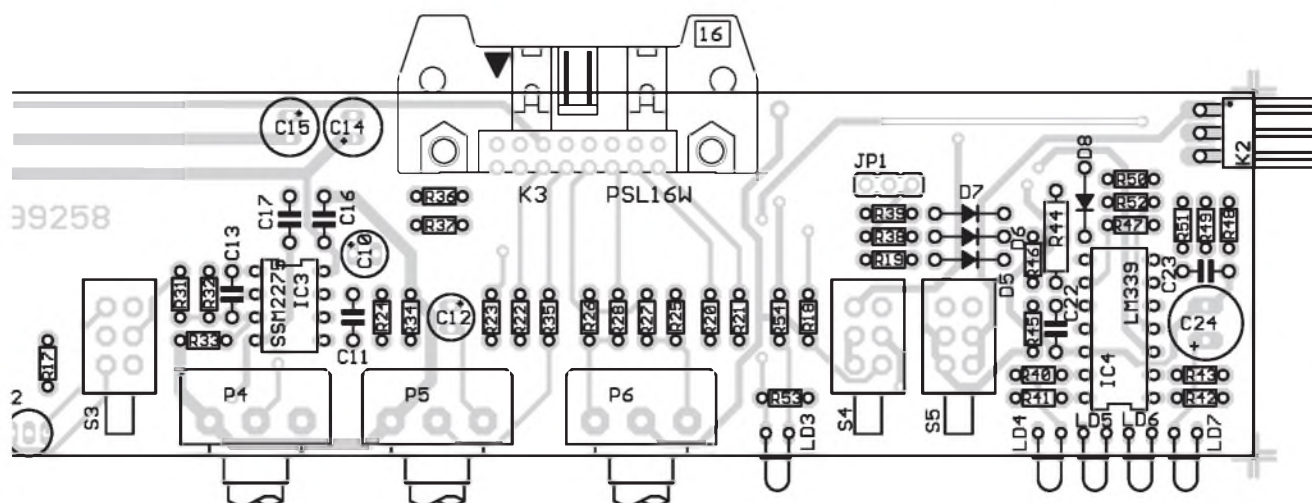 16
C15
C14
K2
JP1
D8
K3
PSL16W
R36
R37
C17
C16
R39
R38
R19
D7
D6
D5
R44
R50
R52
R47
R51
R49
R48
99258
C13
C10
R31
R32
SSM2275
IC3
R33
C11
R24
R34
C12
R23
R22
R35
R26
R28
R27
R25
R20
R21
R54
R18
R46
R45
C22
LM339
IC4
C23
C24
R17
S3
P4
P5
P6
R53
LD3
S4
S5
R40
R41
R43
R42
2
LD4
LD5
LD6
LD7